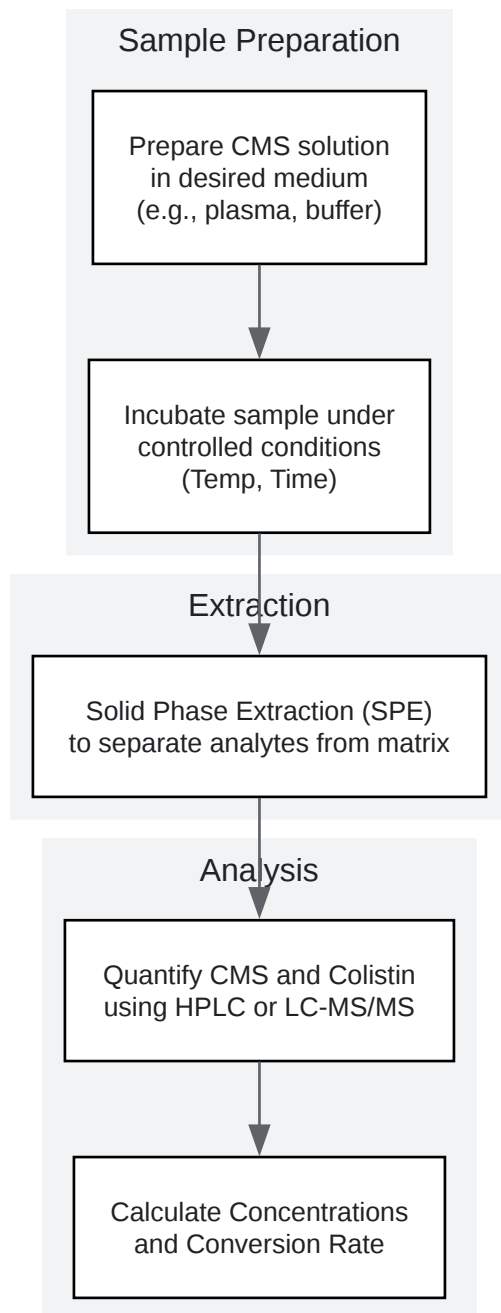 Sample Preparation
Prepare CMS solution
in desired medium
(e.g., plasma, buffer)
Incubate sample under
controlled conditions
(Temp, Time)
Extraction
Solid Phase Extraction (SPE)
to separate analytes from matrix
Analysis
Quantify CMS and Colistin
using HPLC or LC-MS/MS
Calculate Concentrations
and Conversion Rate